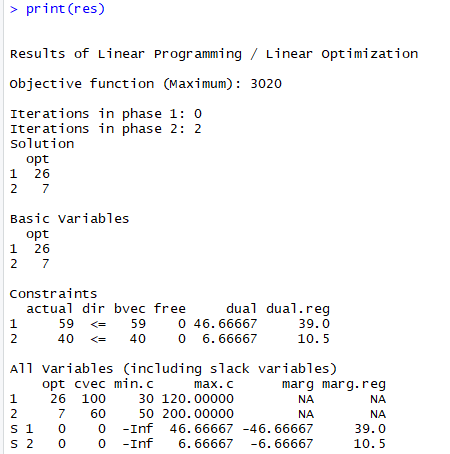 > print(res)
Results of Linear Programming / Linear Optimization
Objective function (Maximum): 3020
Iterations in phase 1: 0
Iterations in phase 2: 2
Solution
opt
1 26
2 7
Basic Variables
opt
1 26
2 7
Constraints
actual dir bvec free dual dual.reg
1 59 <= 59 0 46.66667 39.0
2 40 <= 40 0 6.66667 10.5
All Variables (including slack variables)
opt cvec min.c max.c marg marg.reg
1 26 100 30 120.00000 NA NA
2 7 60 50 200.00000 NA NA
S 1 0 0 -Inf 46.66667 -46.66667 39.0
S 2 0 0 -Inf 6.66667 -6.66667 10.5